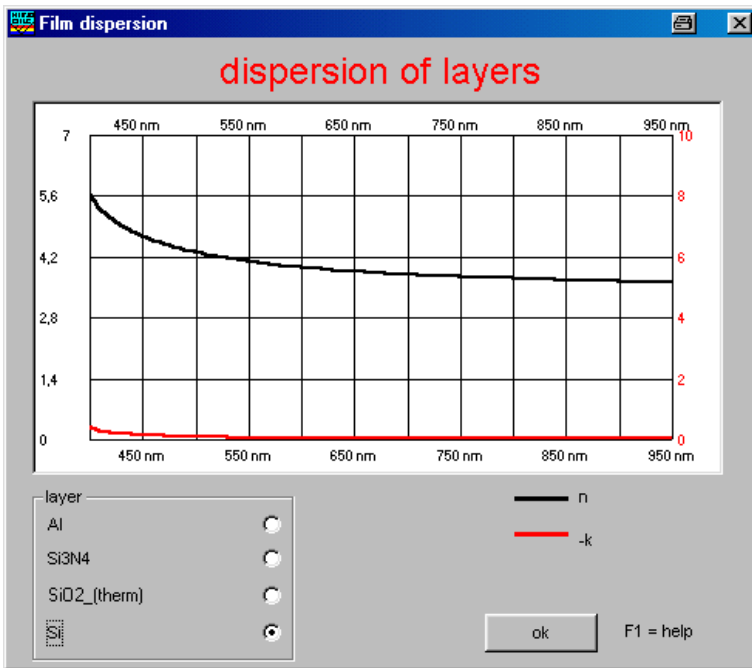 Film dispersion
dispersion of layers
450 nm 550 nm 650 nm 750 nm 850 nm 950 nm
7 10
5,6 8
4,2 6
2,8 4
1,4 2
0 0
450 nm 550 nm 650 nm 750 nm 850 nm 950 nm
layer
Al
Si3N4
SiO2_(therm)
Si
n
-k
ok
F1 = help